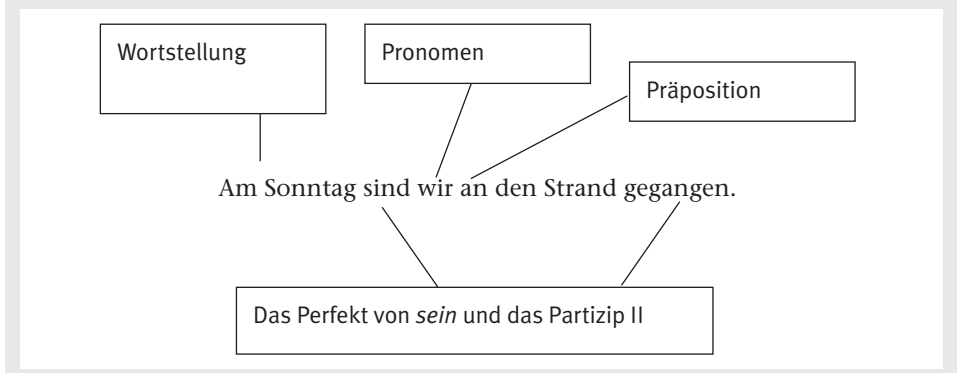 Wortstellung
Pronomen
Präposition
Am Sonntag sind wir an den Strand gegangen.
Das Perfekt von sein und das Partizip II